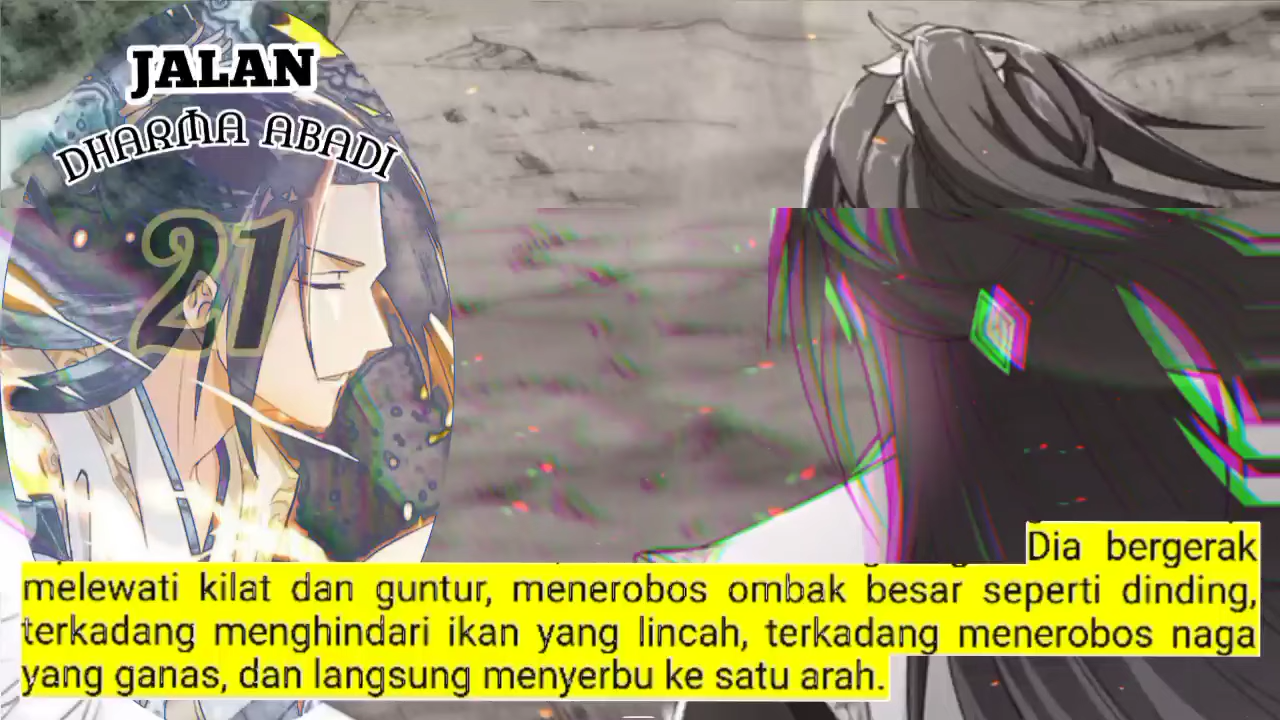 JALAN
DHARMA ABADI
21
Dia bergerak
melewati kilat dan guntur, menerobos ombak besar seperti dinding,
terkadang menghindari ikan yang lincah, terkadang menerobos naga
yang ganas, dan langsung menyerbu ke satu arah.